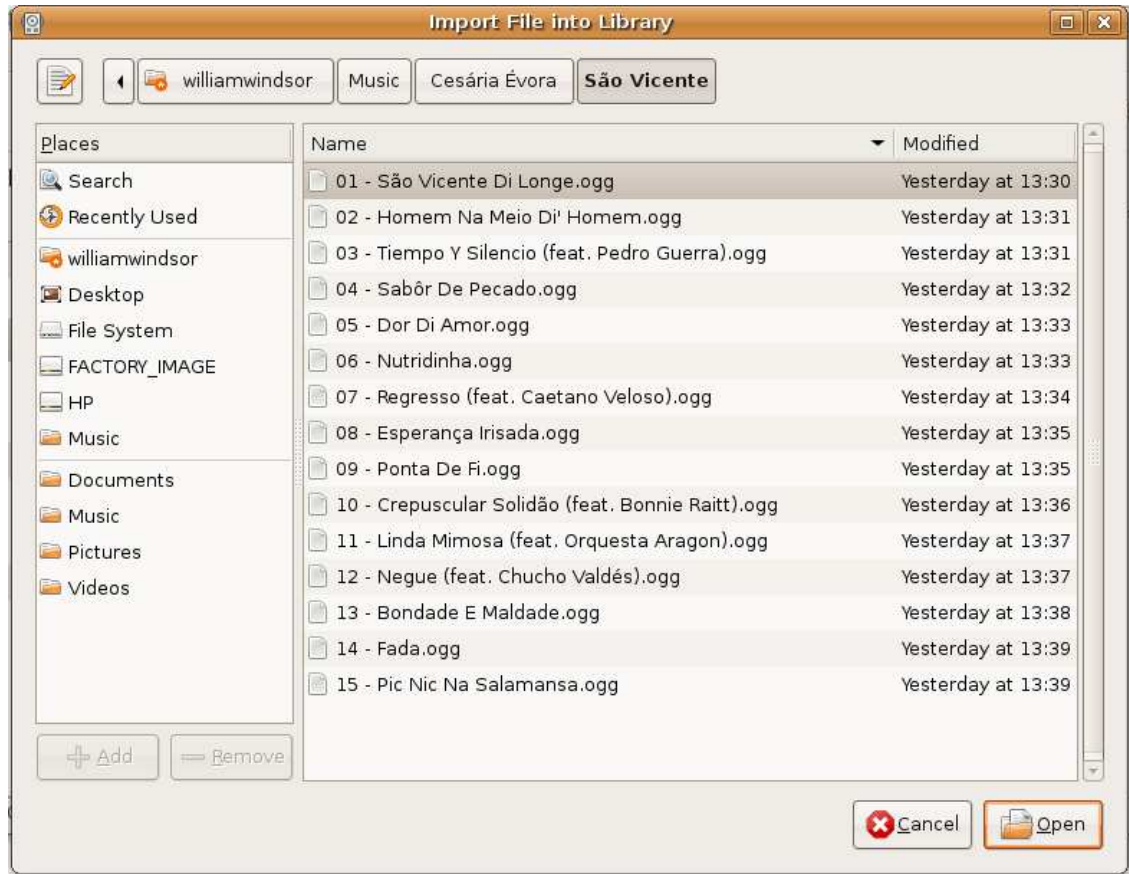 Import File into Library
williamwindsor Music Cesária Évora São Vicente
Places
Search
Recently Used
williamwindsor
Desktop
File System
FACTORY_IMAGE
HP
Music
Documents
Music
Pictures
Videos
Add Remove
Name Modified
01 - São Vicente Di Longe.ogg Yesterday at 13:30
02 - Homem Na Meio Di' Homem.ogg Yesterday at 13:31
03 - Tiempo Y Silencio (feat. Pedro Guerra).ogg Yesterday at 13:31
04 - Sabôr De Pecado.ogg Yesterday at 13:32
05 - Dor Di Amor.ogg Yesterday at 13:33
06 - Nutridinha.ogg Yesterday at 13:33
07 - Regresso (feat. Caetano Veloso).ogg Yesterday at 13:34
08 - Esperança Irisada.ogg Yesterday at 13:35
09 - Ponta De Fi.ogg Yesterday at 13:35
10 - Crepuscular Solidão (feat. Bonnie Raitt).ogg Yesterday at 13:36
11 - Linda Mimosa (feat. Orquesta Aragon).ogg Yesterday at 13:37
12 - Negue (feat. Chucho Valdés).ogg Yesterday at 13:37
13 - Bondade E Maldade.ogg Yesterday at 13:38
14 - Fada.ogg Yesterday at 13:39
15 - Pic Nic Na Salamansa.ogg Yesterday at 13:39
Cancel Open